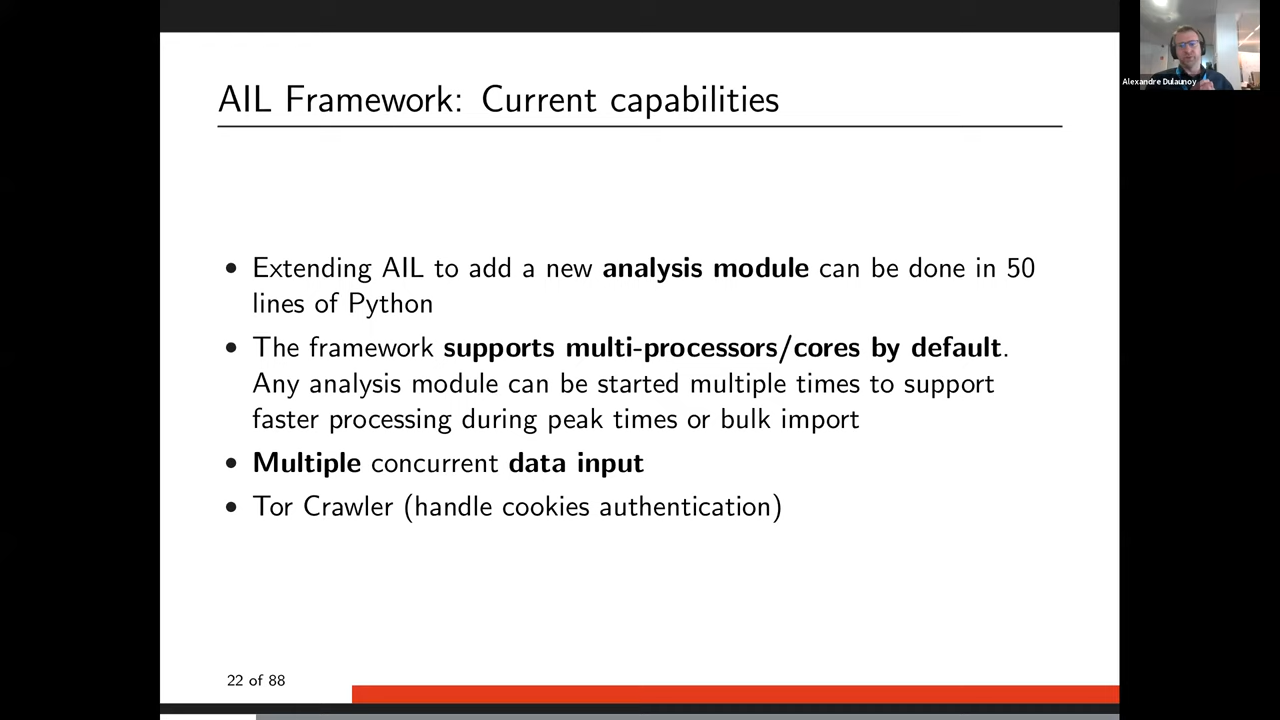 AIL Framework: Current capabilities
• Extending AIL to add a new analysis module can be done in 50
lines of Python
• The framework supports multi-processors/cores by default.
Any analysis module can be started multiple times to support
faster processing during peak times or bulk import
• Multiple concurrent data input
• Tor Crawler (handle cookies authentication)
22 of 88
Alexandre Dulaunoy